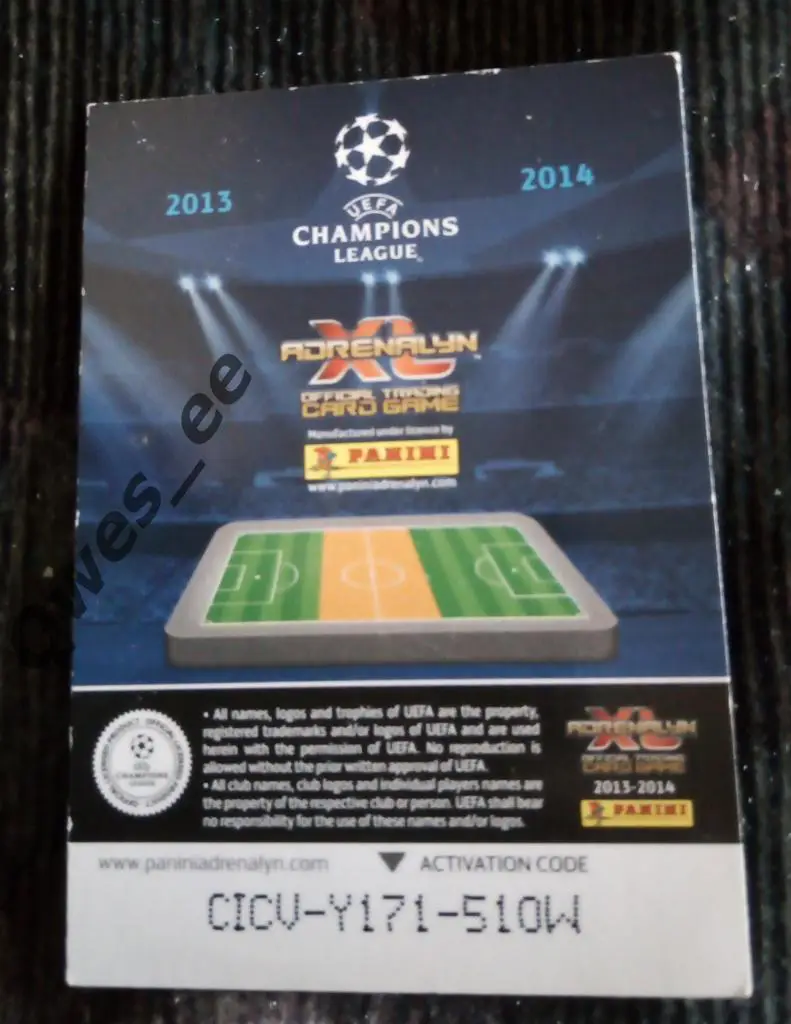 2013
2014
UEFA
CHAMPIONS
LEAGUE
XL
ADRENALYN™
OFFICIAL TRADING
CARD GAME
Manufactured under licence by
PANINI
www.paniniadrenalyn.com
qwes_ee
• All names, logos and trophies of UEFA are the property,
registered trademarks and/or logos of UEFA and are used
herein with the permission of UEFA. No reproduction is
allowed without the prior written approval of UEFA.
• All club names, club logos and individual players names are
the property of the respective club or person. UEFA shall bear
no responsibility for the use of these names and/or logos.
UEFA
CHAMPIONS
LEAGUE
XL
ADRENALYN
CARD GAME
2013-2014
PANINI
www.paniniadrenalyn.com
ACTIVATION CODE
CICV-Y171-510W